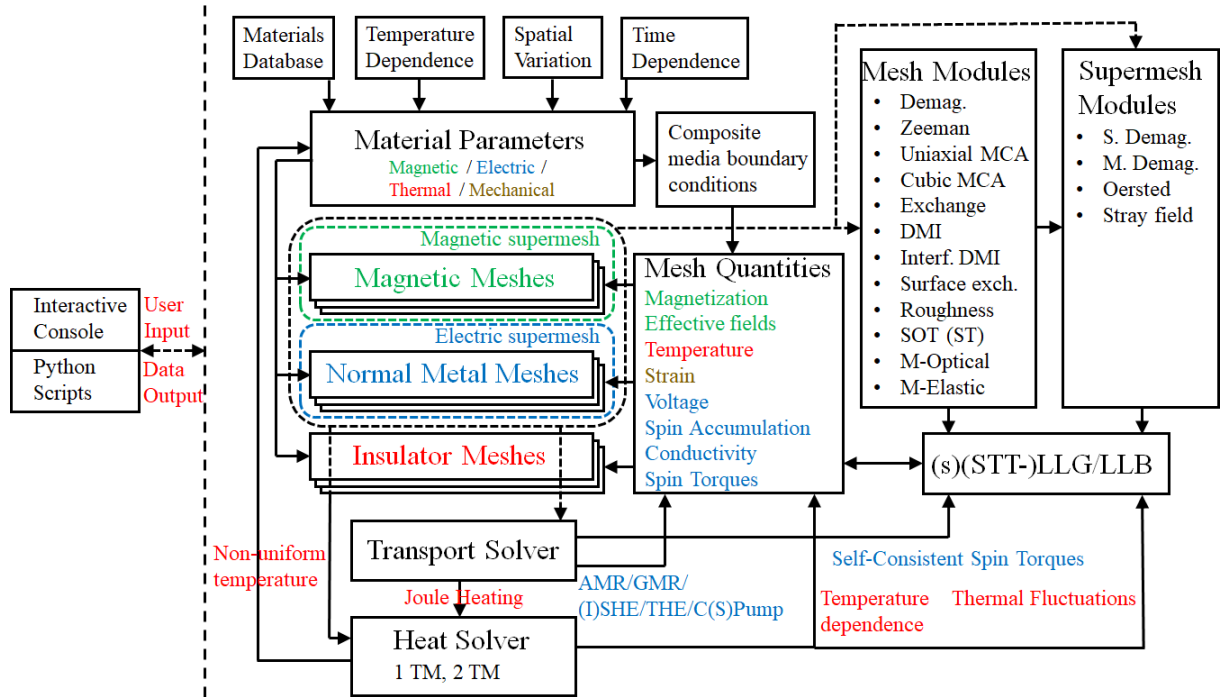 Materials
Database
Temperature
Dependence
Spatial
Variation
Time
Dependence
Material Parameters
Magnetic / Electric /
Thermal / Mechanical
Composite
media boundary
conditions
Mesh Modules
• Demag.
• Zeeman
• Uniaxial MCA
• Cubic MCA
• Exchange
• DMI
• Interf. DMI
• Surface exch.
• Roughness
• SOT (ST)
• M-Optical
• M-Elastic
Supermesh
Modules
• S. Demag.
• M. Demag.
• Oersted
• Stray field
Magnetic supermesh
Magnetic Meshes
Electric supermesh
Normal Metal Meshes
Insulator Meshes
Mesh Quantities
Magnetization
Effective fields
Temperature
Strain
Voltage
Spin Accumulation
Conductivity
Spin Torques
Interactive
Console
Python
Scripts
User
Input
Data
Output
(s)(STT-)LLG/LLB
Transport Solver
Non-uniform
temperature
Joule Heating
AMR/GMR/
(I)SHE/THE/C(S)Pump
Self-Consistent Spin Torques
Temperature
dependence
Thermal Fluctuations
Heat Solver
1 TM, 2 TM